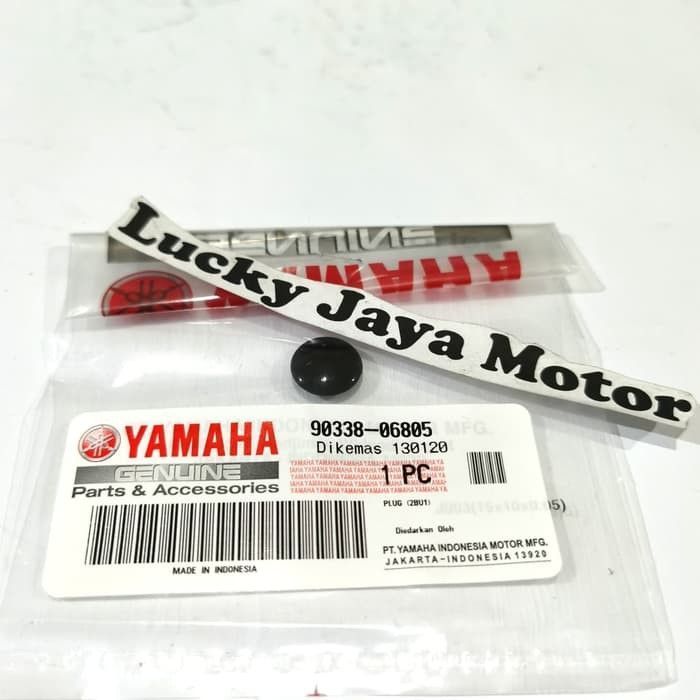 GENUINE
YAMAHA
Lucky Jaya Motor
YAMAHA
90338-06805
Dikemas 130120
GENUINE
Parts & Accessories
1 PC
PLUG (2BU1)
Diedarkan Oleh
PT. YAMAHA INDONESIA MOTOR MFG.
JAKARTA-INDONESIA 13920
MADE IN INDONESIA